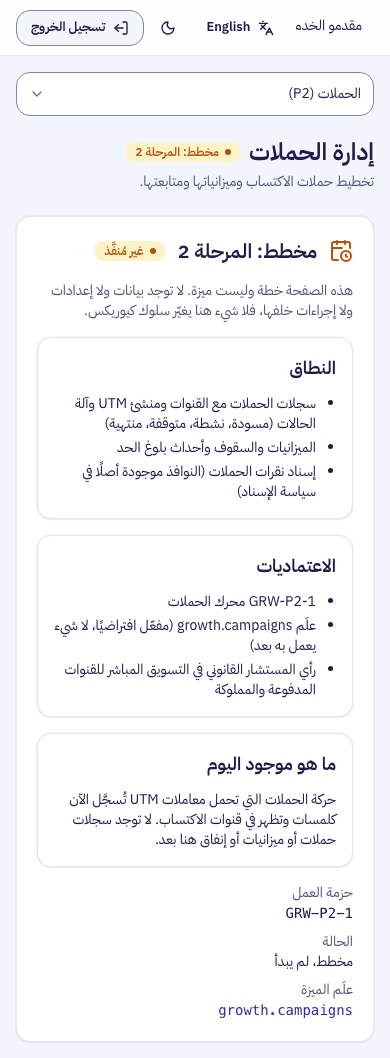 مقدمو الخده
English
تسجيل الخروج
الحملات (P2)
إدارة الحملات
مخطط: المرحلة 2
تخطيط حملات الاكتساب وميزانياتها ومتابعتها.
مخطط: المرحلة 2
غير مُنفَّذ
هذه الصفحة خطة وليست ميزة. لا توجد بيانات ولا إعدادات
ولا إجراءات خلفها، فلا شيء هنا يغيّر سلوك كيوريكس.
النطاق
سجلات الحملات مع القنوات ومنشئ UTM وآلة
الحالات (مسودة، نشطة، متوقفة، منتهية)
الميزانيات والسقوف وأحداث بلوغ الحد
إسناد نقرات الحملات (النوافذ موجودة أصلًا في
سياسة الإسناد)
الاعتماديات
GRW-P2-1 محرك الحملات
علَم growth.campaigns (مفعّل افتراضيًا، لا شيء
يعمل به بعد)
رأي المستشار القانوني في التسويق المباشر للقنوات
المدفوعة والمملوكة
ما هو موجود اليوم
حركة الحملات التي تحمل معاملات UTM تُسجَّل الآن
كلمسات وتظهر في قنوات الاكتساب. لا توجد سجلات
حملات أو ميزانيات أو إنفاق هنا بعد.
حزمة العمل
GRW-P2-1
الحالة
مخطط، لم يبدأ
علَم الميزة
growth.campaigns